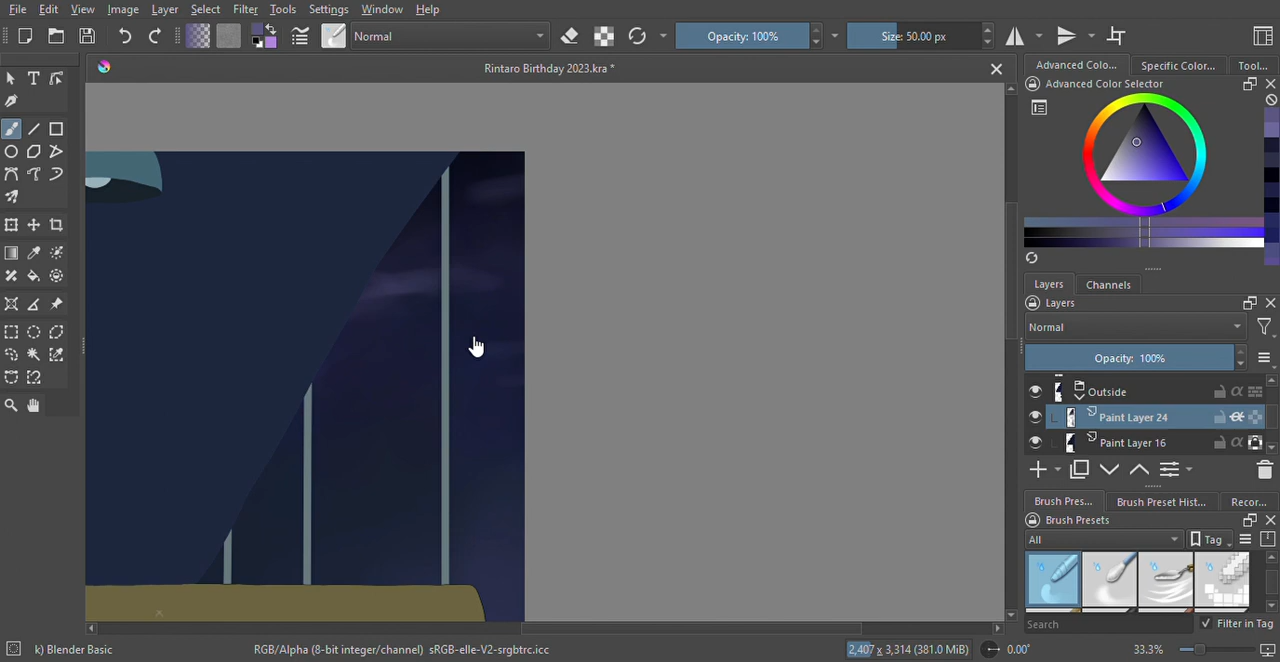 File Edit View Image Layer Select Filter Tools Settings Window Help
Normal Opacity: 100% Size: 50.00 px
Rintaro Birthday 2023.kra *
Advanced Colo... Specific Color... Tool...
Advanced Color Selector
Layers Channels
Layers
Normal
Opacity: 100%
Outside
Paint Layer 24
Paint Layer 16
Brush Pres... Brush Preset Hist... Recor...
Brush Presets
All Tag
Search Filter in Tag
k) Blender Basic RGB/Alpha (8-bit integer/channel) sRGB-elle-V2-srgbtrc.icc 2,407 x 3,314 (381.0 MiB) 0.00° 33.3%